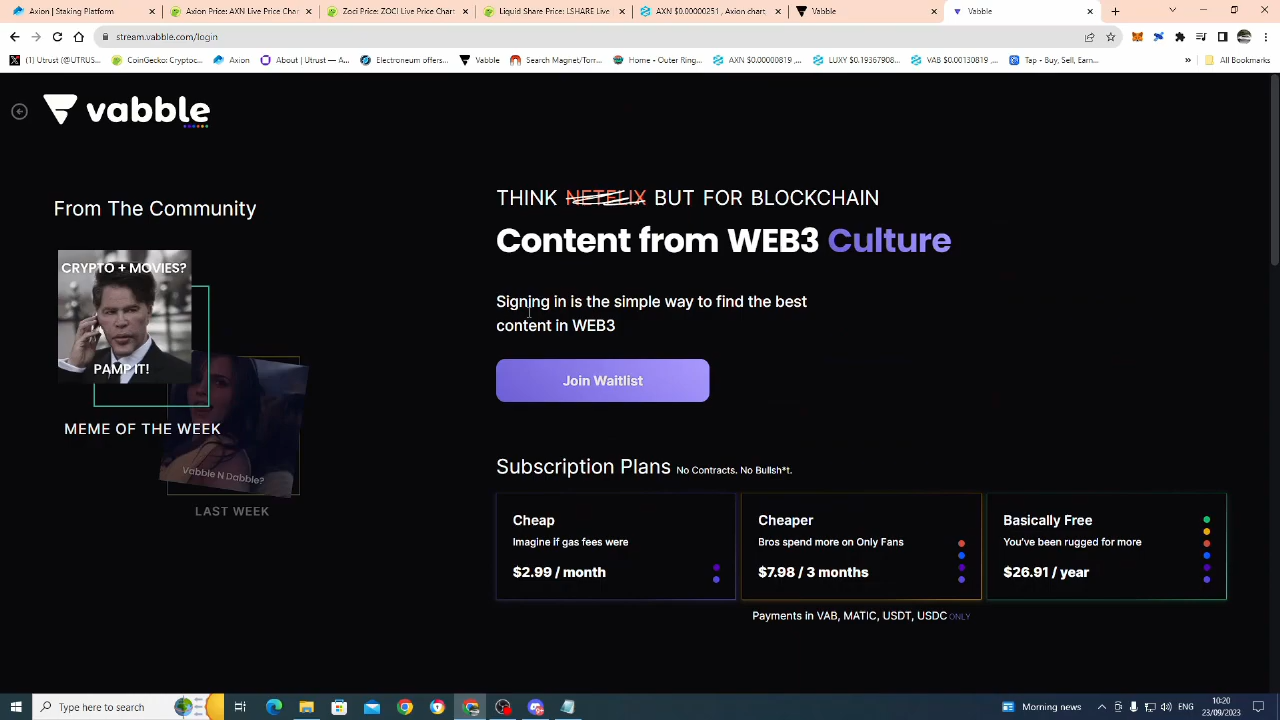 Axion | Staking Platform
Axion Price: AXN Live Price Char
Zoci Price: ZOCI Live Price Chart
Content Share Price: LSHARE Live
AXN $0.00000251 , Axion chart
Vabble
Vabble
stream.vabble.com/login
(1) Utrust (@UTRUS...
CoinGecko: Cryptoc...
Axion
About | Utrust — A...
Electroneum offers...
Vabble
Search Magnet/Torr...
Home - Outer Ring...
AXN $0.00000819 , ...
LUXY $0.19367908...
VAB $0.00130819 , ...
Tap - Buy, Sell, Earn...
»
All Bookmarks
vabble
From The Community
CRYPTO + MOVIES?
PAMP IT!
MEME OF THE WEEK
Vabble N Dabble?
LAST WEEK
THINK NETFLIX BUT FOR BLOCKCHAIN
Content from WEB3 Culture
Signing in is the simple way to find the best
content in WEB3
Join Waitlist
Subscription Plans No Contracts. No Bullsh*t.
Cheap
Imagine if gas fees were
$2.99 / month
Cheaper
Bros spend more on Only Fans
$7.98 / 3 months
Basically Free
You've been rugged for more
$26.91 / year
Payments in VAB, MATIC, USDT, USDC ONLY
Type here to search
Morning news
ENG
10:20
23/09/2023